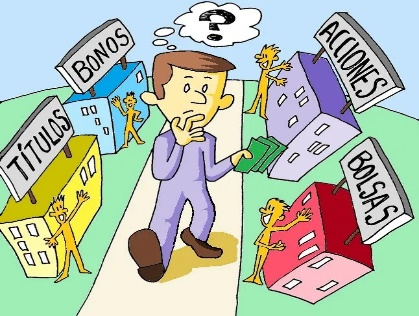 ?
BONOS
ACCIONES
TÍTULOS
BOLSAS